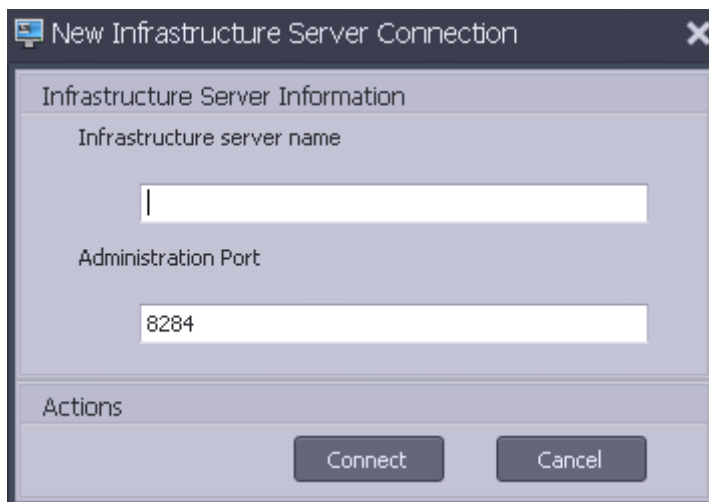 New Infrastructure Server Connection
Infrastructure Server Information
Infrastructure server name
Administration Port
8284
Actions
Connect Cancel